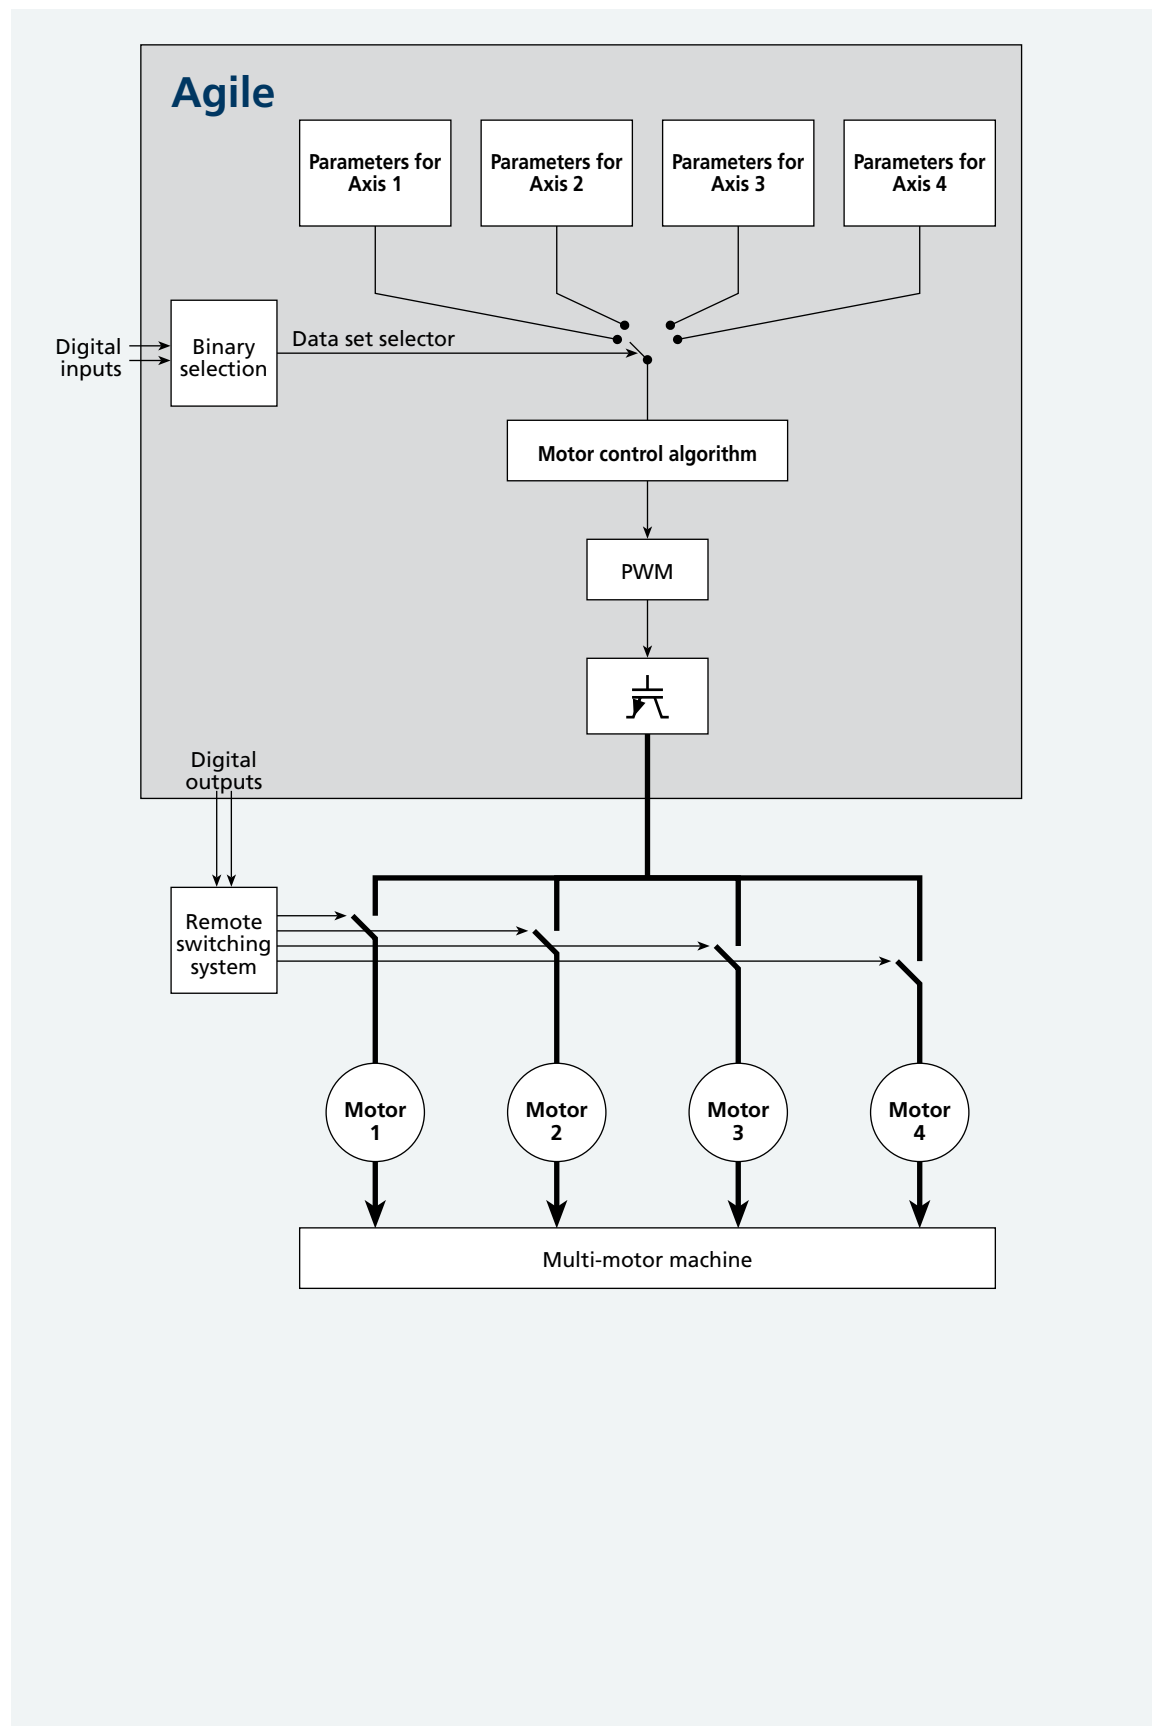 Agile
Parameters for
Axis 1
Parameters for
Axis 2
Parameters for
Axis 3
Parameters for
Axis 4
Digital
inputs
Binary
selection
Data set selector
Motor control algorithm
PWM
Digital
outputs
Remote
switching
system
Motor
1
Motor
2
Motor
3
Motor
4
Multi-motor machine